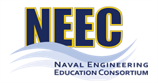 NEEC
NAVAL ENGINEERING
EDUCATION CONSORTIUM